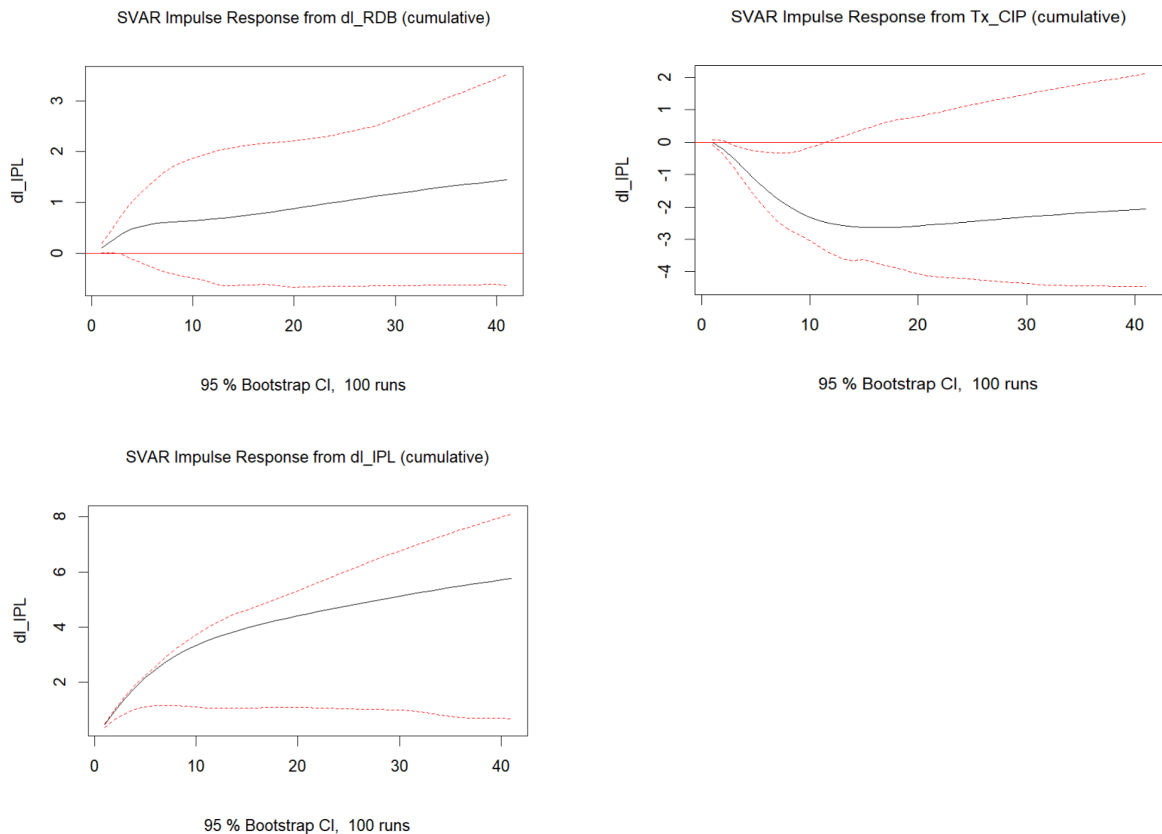 SVAR Impulse Response from dl_RDB (cumulative)
dl_IPL
3
2
1
0
0 10 20 30 40
95 % Bootstrap CI, 100 runs
SVAR Impulse Response from Tx_CIP (cumulative)
dl_IPL
2
1
0
-1
-2
-3
-4
0 10 20 30 40
95 % Bootstrap CI, 100 runs
SVAR Impulse Response from dl_IPL (cumulative)
dl_IPL
8
6
4
2
0 10 20 30 40
95 % Bootstrap CI, 100 runs